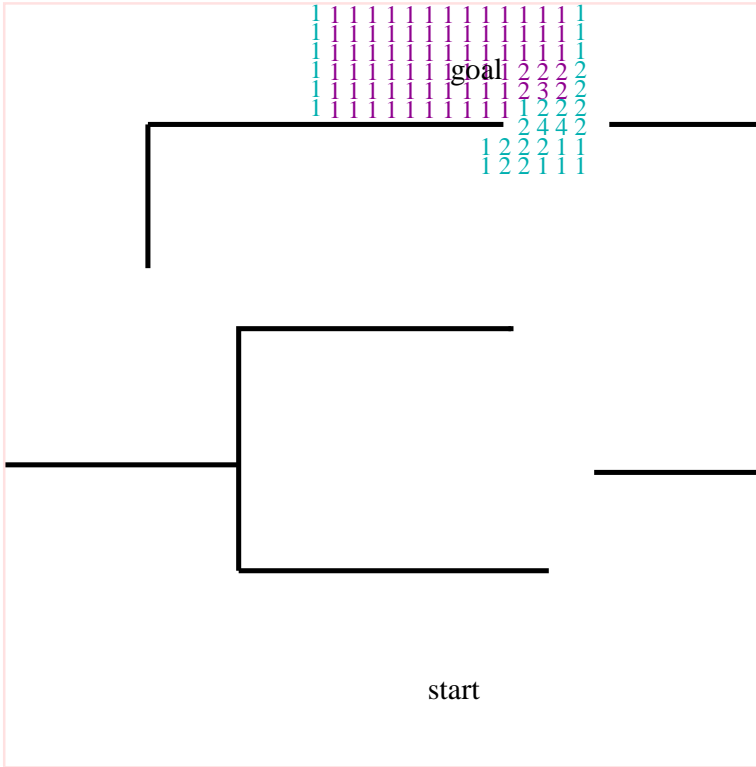 1 1 1 1 1 1 1 1 1 1 1 1 1 1 1
1 1 1 1 1 1 1 1 1 1 1 1 1 1 1
1 1 1 1 1 1 1 1 1 1 1 1 1 1 1
1 1 1 1 1 1 1 1 1 1 1 2 2 2 2
goal
1 1 1 1 1 1 1 1 1 1 1 2 3 2 2
1 1 1 1 1 1 1 1 1 1 1 1 2 2 2
2 4 4 2
1 2 2 2 1 1
1 2 2 1 1 1
start